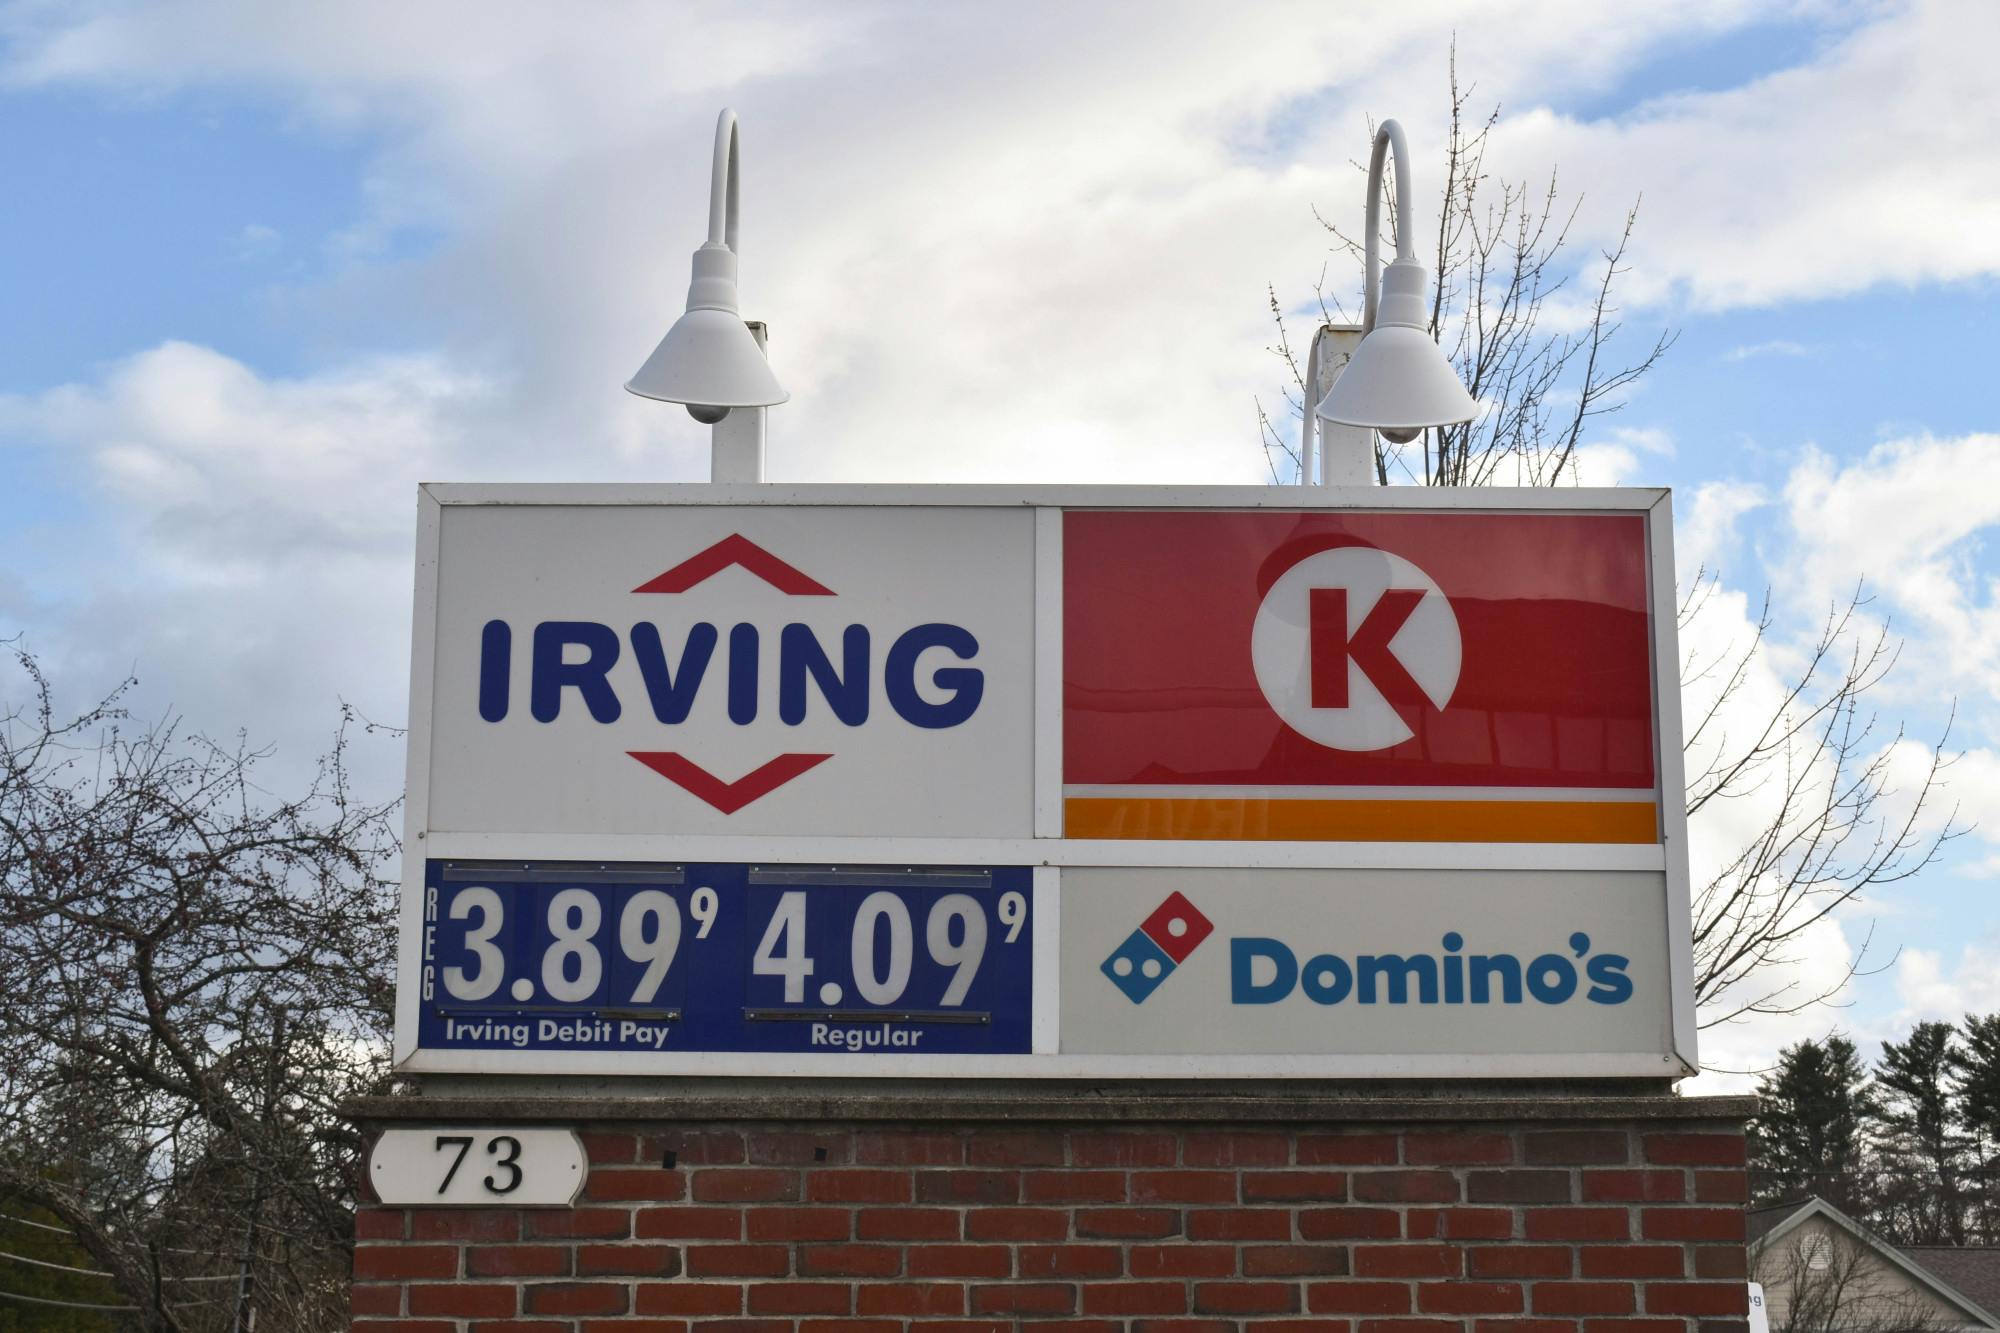 IRVING
K
REG
3.89 9
4.09 9
Irving Debit Pay
Regular
Domino's
73